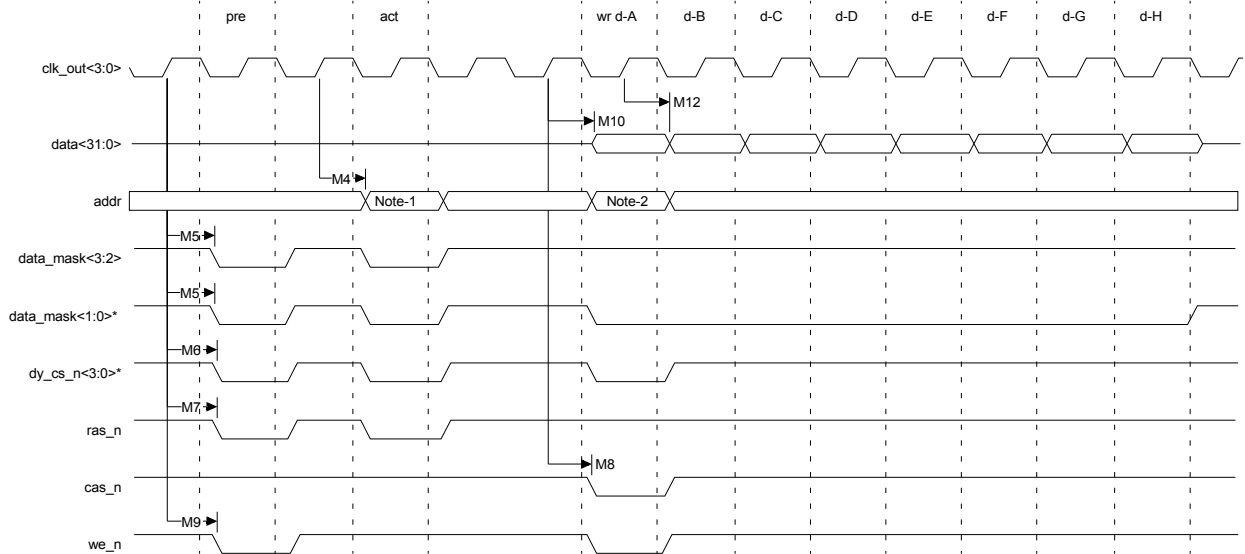 pre act wr d-A d-B d-C d-D d-E d-F d-G d-H
clk_out<3:0>
M12
M10
data<31:0>
M4
addr Note-1 Note-2
M5
data_mask<3:2>
M5
data_mask<1:0>*
M6
dy_cs_n<3:0>*
M7
ras_n
M8
cas_n
M9
we_n